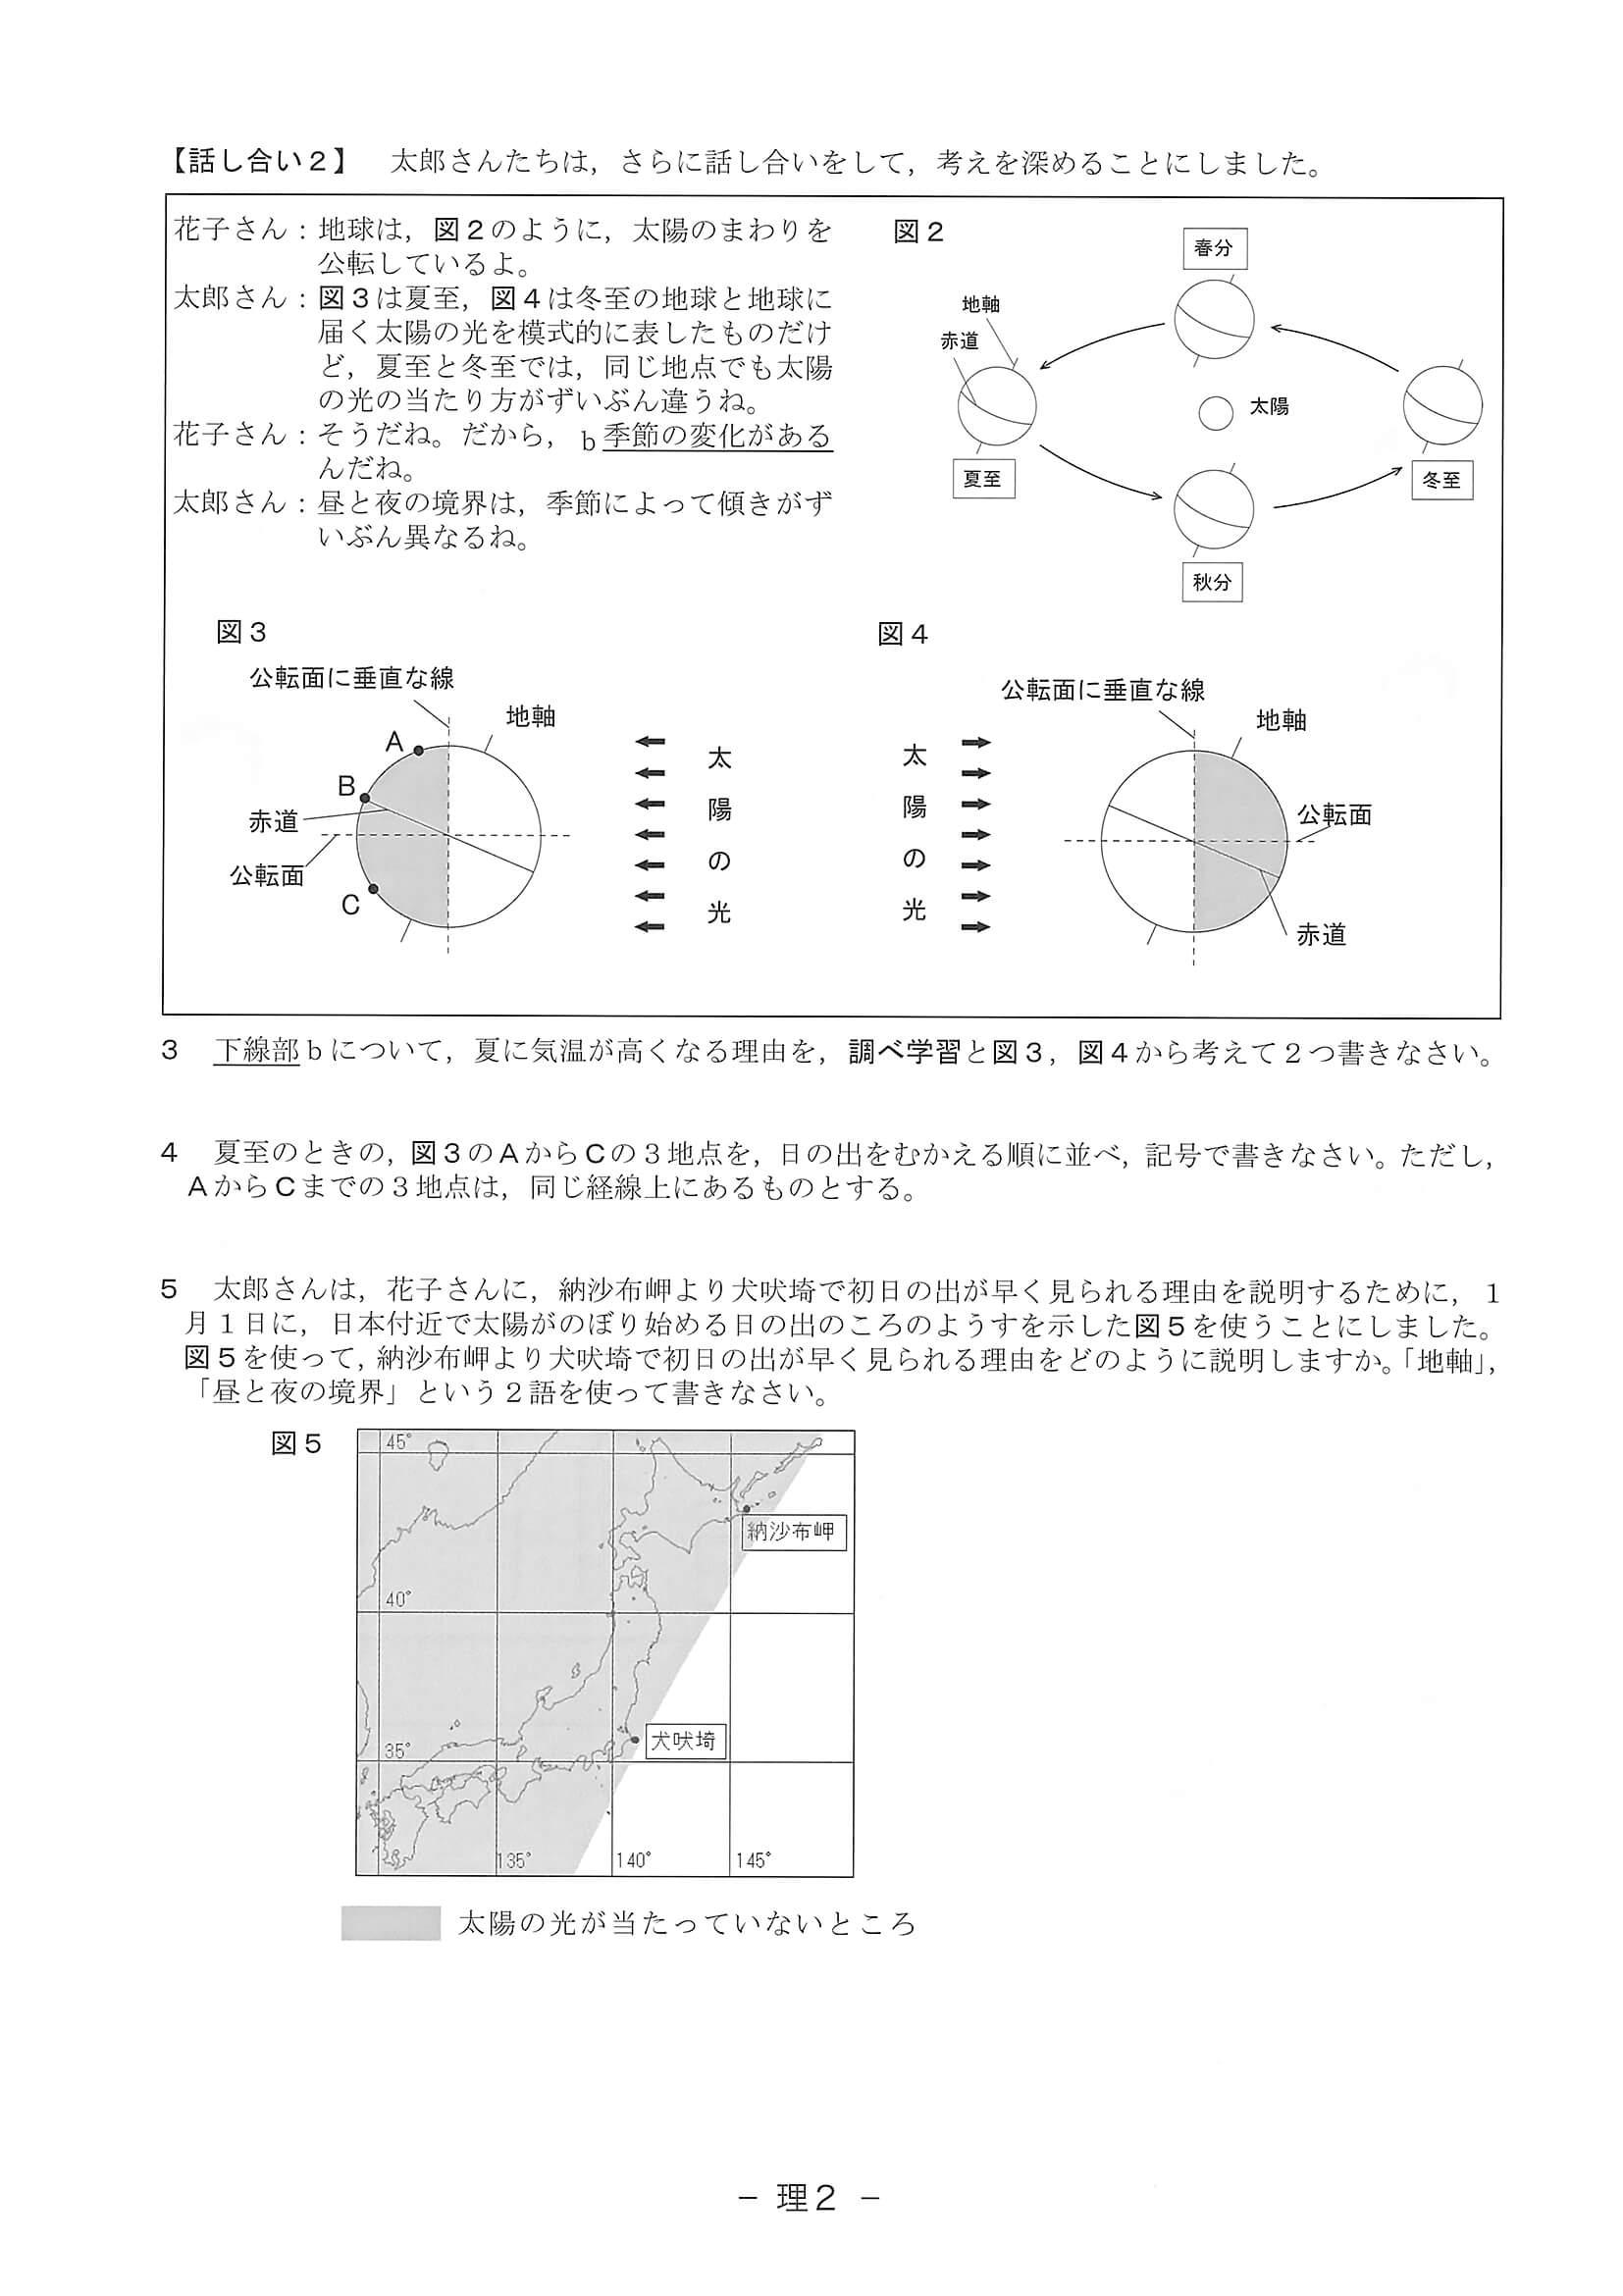 【話し合い２】　太郎さんたちは，さらに話し合いをして，考えを深めることにしました。
花子さん：地球は，図２のように，太陽のまわりを
公転しているよ。
太郎さん：図３は夏至，図４は冬至の地球と地球に
届く太陽の光を模式的に表したものだけ
ど，夏至と冬至では，同じ地点でも太陽
の光の当たり方がずいぶん違うね。
花子さん：そうだね。だから，b季節の変化がある
んだね。
太郎さん：昼と夜の境界は，季節によって傾きがず
いぶん異なるね。
図２
春分
地軸
赤道
太陽
夏至
冬至
秋分
図３
公転面に垂直な線
地軸
A
B
赤道
公転面
C
太陽の光
図４
公転面に垂直な線
地軸
太陽の光
公転面
赤道
３　下線部ｂについて，夏に気温が高くなる理由を，調べ学習と図３，図４から考えて２つ書きなさい。
４　夏至のときの，図３のＡからＣの３地点を，日の出をむかえる順に並べ，記号で書きなさい。ただし，
ＡからＣまでの３地点は，同じ経線上にあるものとする。
５　太郎さんは，花子さんに，納沙布岬より犬吠埼で初日の出が早く見られる理由を説明するために，１
月１日に，日本付近で太陽がのぼり始める日の出のころのようすを示した図５を使うことにしました。
図５を使って，納沙布岬より犬吠埼で初日の出が早く見られる理由をどのように説明しますか。「地軸」，
「昼と夜の境界」という２語を使って書きなさい。
図５
45°
納沙布岬
40°
犬吠埼
35°
135°
140°
145°
太陽の光が当たっていないところ
－ 理２ －